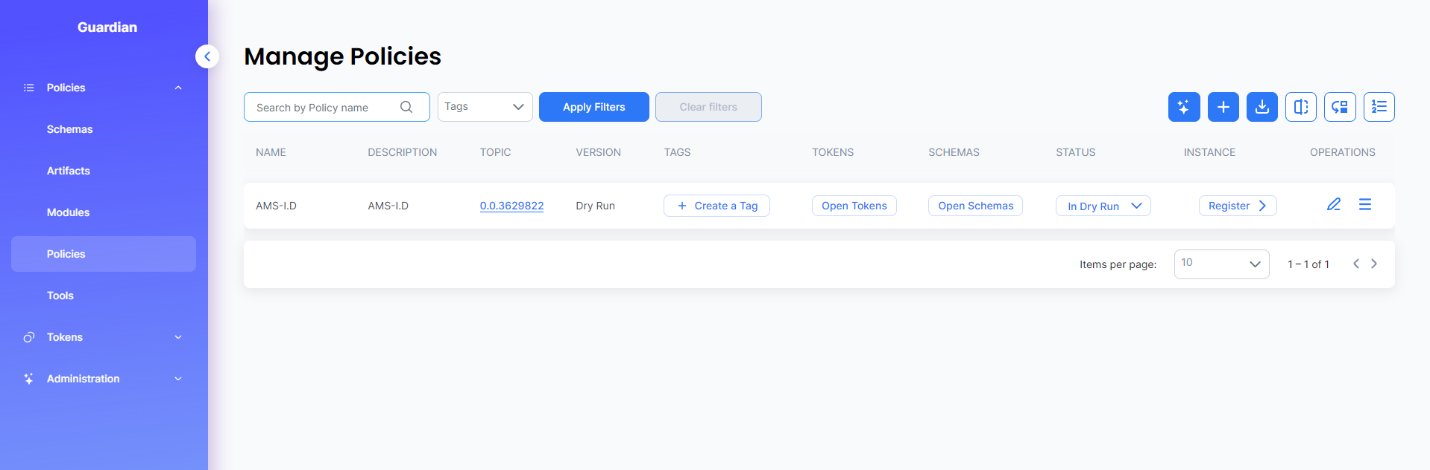 Guardian
Policies
Schemas
Artifacts
Modules
Policies
Tools
Tokens
Administration
Manage Policies
Search by Policy name Tags Apply Filters Clear filters
NAME DESCRIPTION TOPIC VERSION TAGS TOKENS SCHEMAS STATUS INSTANCE OPERATIONS
AMS-I.D AMS-I.D 0.0.3629822 Dry Run + Create a Tag Open Tokens Open Schemas In Dry Run Register
Items per page: 10 1 – 1 of 1